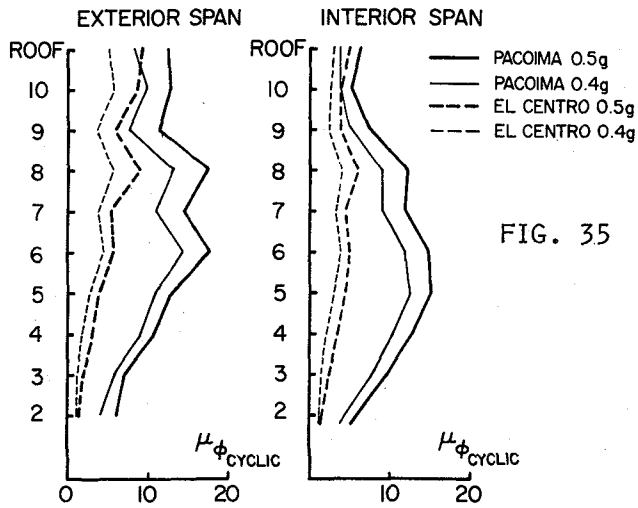 EXTERIOR SPAN
ROOF
10
9
8
7
6
5
4
3
2
μφCYCLIC
0 10 20
INTERIOR SPAN
ROOF
10
9
8
7
6
5
4
3
2
μφCYCLIC
10 20
PACOIMA 0.5g
PACOIMA 0.4g
EL CENTRO 0.5g
EL CENTRO 0.4g
FIG. 35